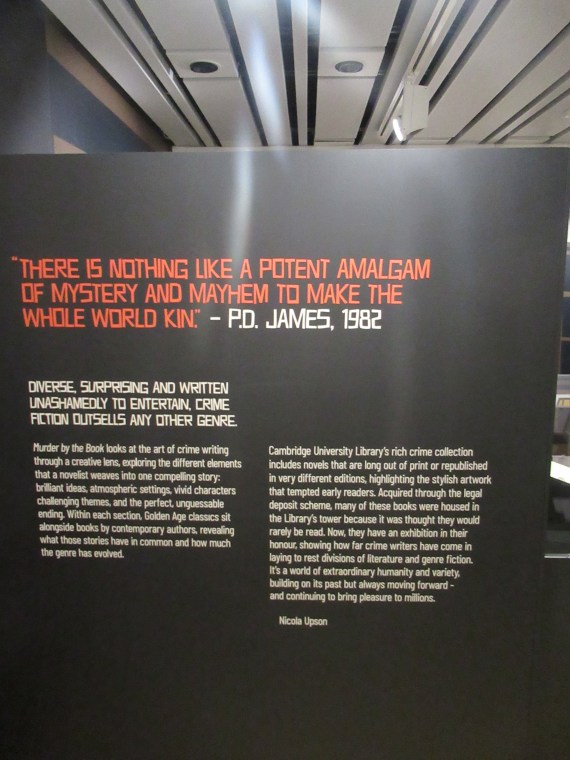 "THERE IS NOTHING LIKE A POTENT AMALGAM
OF MYSTERY AND MAYHEM TO MAKE THE
WHOLE WORLD KIN." – P.D. JAMES, 1982
DIVERSE, SURPRISING AND WRITTEN
UNASHAMEDLY TO ENTERTAIN, CRIME
FICTION OUTSELLS ANY OTHER GENRE.
Murder by the Book looks at the art of crime writing
through a creative lens, exploring the different elements
that a novelist weaves into one compelling story:
brilliant ideas, atmospheric settings, vivid characters
challenging themes, and the perfect, unguessable
ending. Within each section, Golden Age classics sit
alongside books by contemporary authors, revealing
what those stories have in common and how much
the genre has evolved.
Cambridge University Library's rich crime collection
includes novels that are long out of print or republished
in very different editions, highlighting the stylish artwork
that tempted early readers. Acquired through the legal
deposit scheme, many of these books were housed in
the Library's tower because it was thought they would
rarely be read. Now, they have an exhibition in their
honour, showing how far crime writers have come in
laying to rest divisions of literature and genre fiction.
It's a world of extraordinary humanity and variety,
building on its past but always moving forward –
and continuing to bring pleasure to millions.
Nicola Upson